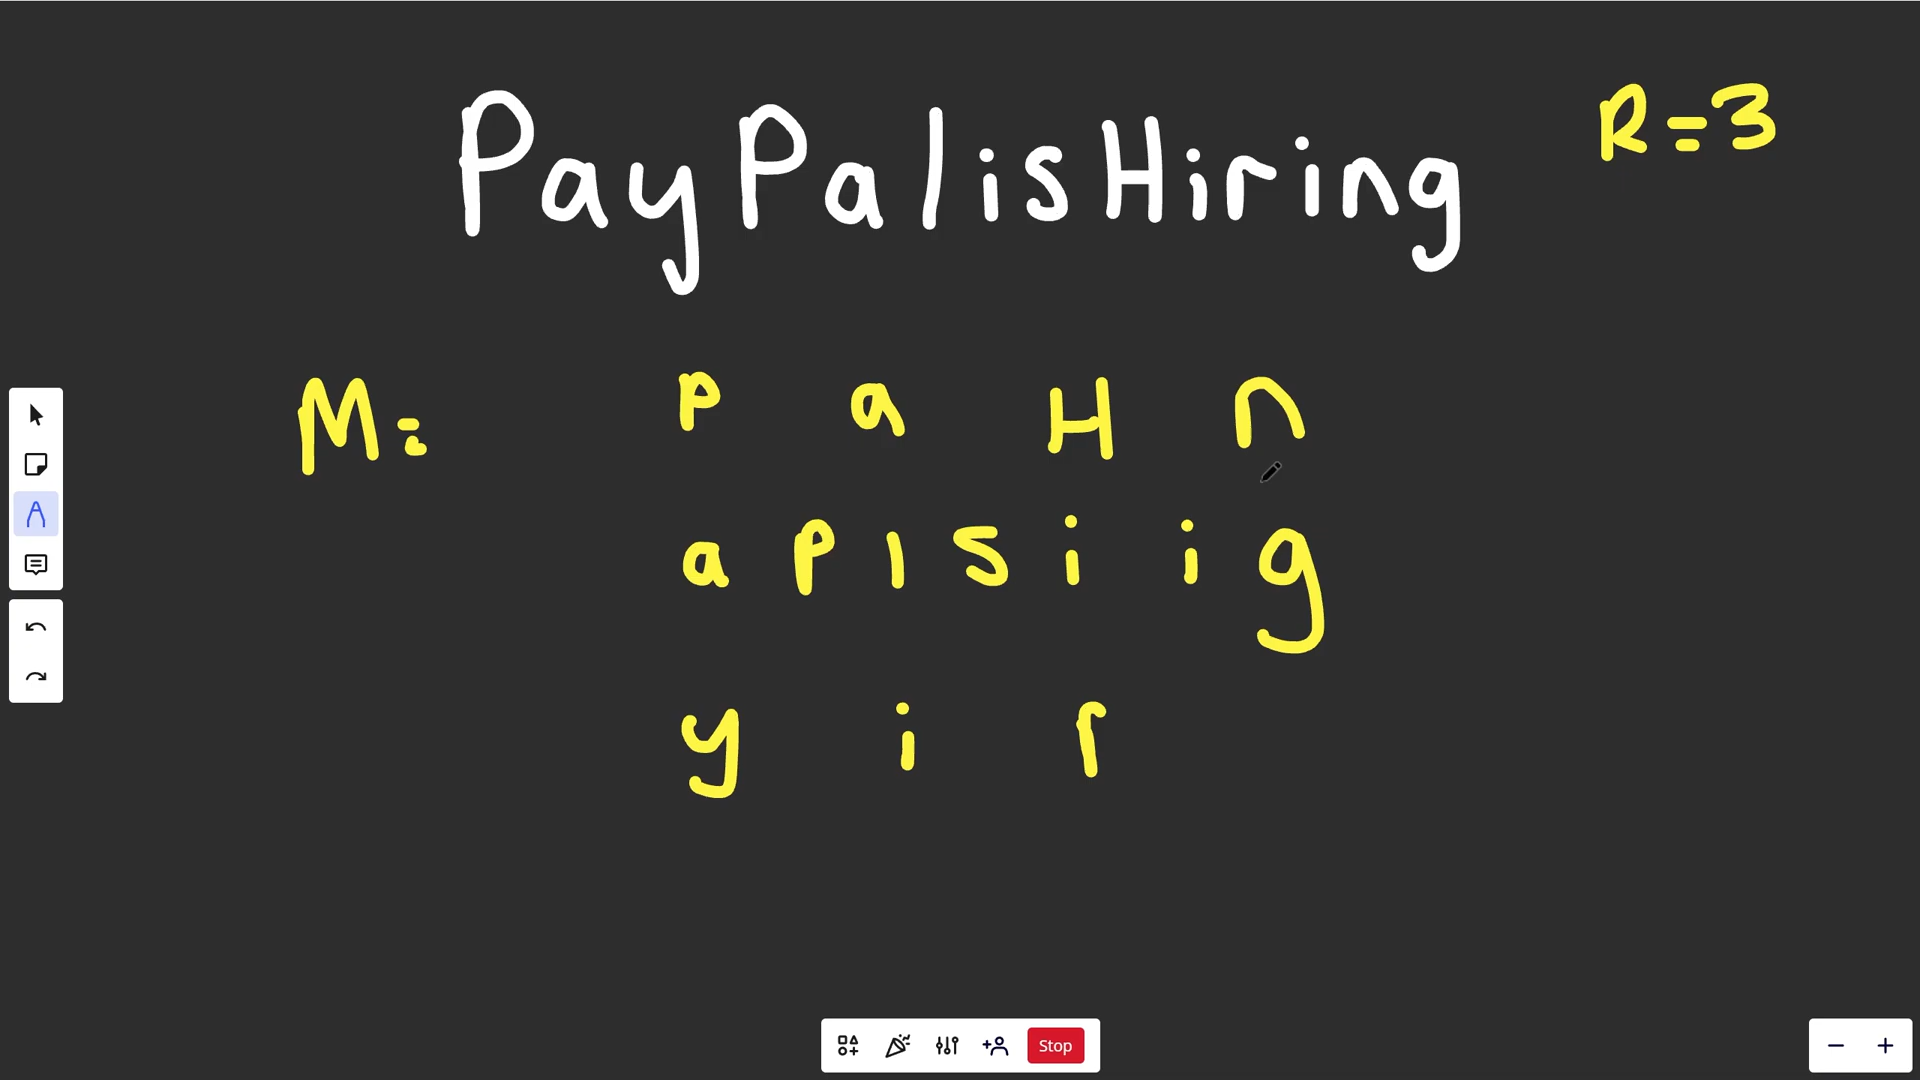 PayPalisHiring
R=3
M: P a H n
a P l s i i g
y i r
Stop